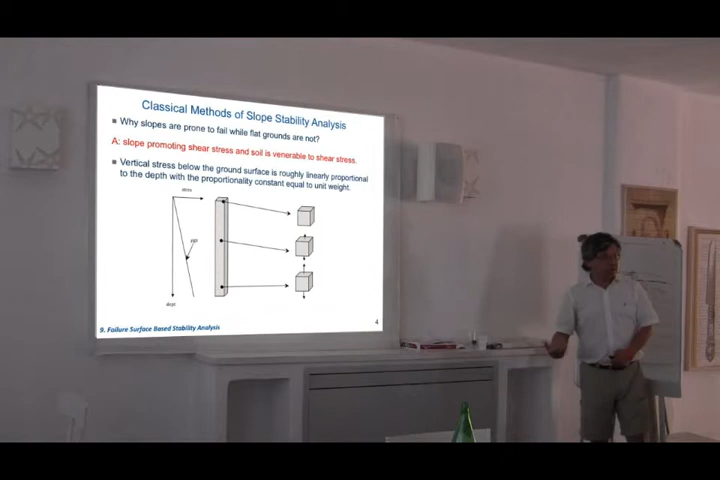 Classical Methods of Slope Stability Analysis
Why slopes are prone to fail while flat grounds are not?
A: slope promoting shear stress and soil is venerable to shear stress.
Vertical stress below the ground surface is roughly linearly proportional
to the depth with the proportionality constant equal to unit weight.
stress
dept
9. Failure Surface Based Stability Analysis
4